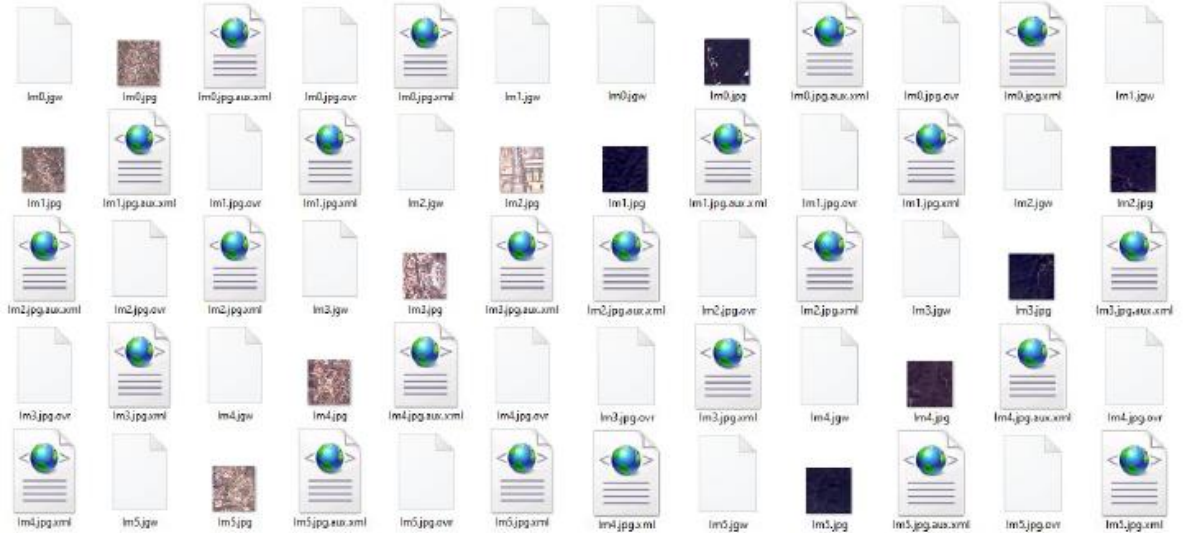 Im0.jgw Im0.jpg Im0.jpg.aux.xml Im0.jpg.ovr Im0.jpg.xml Im1.jgw Im0.jgw Im0.jpg Im0.jpg.aux.xml Im0.jpg.ovr Im0.jpg.xml Im1.jgw
Im1.jpg Im1.jpg.aux.xml Im1.jpg.ovr Im1.jpg.xml Im2.jgw Im2.jpg Im1.jpg Im1.jpg.aux.xml Im1.jpg.ovr Im1.jpg.xml Im2.jgw Im2.jpg
Im2.jpg.aux.xml Im2.jpg.ovr Im2.jpg.xml Im3.jgw Im3.jpg Im3.jpg.aux.xml Im2.jpg.aux.xml Im2.jpg.ovr Im2.jpg.xml Im3.jgw Im3.jpg Im3.jpg.aux.xml
Im3.jpg.ovr Im3.jpg.xml Im4.jgw Im4.jpg Im4.jpg.aux.xml Im4.jpg.ovr Im3.jpg.ovr Im3.jpg.xml Im4.jgw Im4.jpg Im4.jpg.aux.xml Im4.jpg.ovr
Im4.jpg.xml Im5.jgw Im5.jpg Im5.jpg.aux.xml Im5.jpg.ovr Im5.jpg.xml Im4.jpg.xml Im5.jgw Im5.jpg Im5.jpg.aux.xml Im5.jpg.ovr Im5.jpg.xml